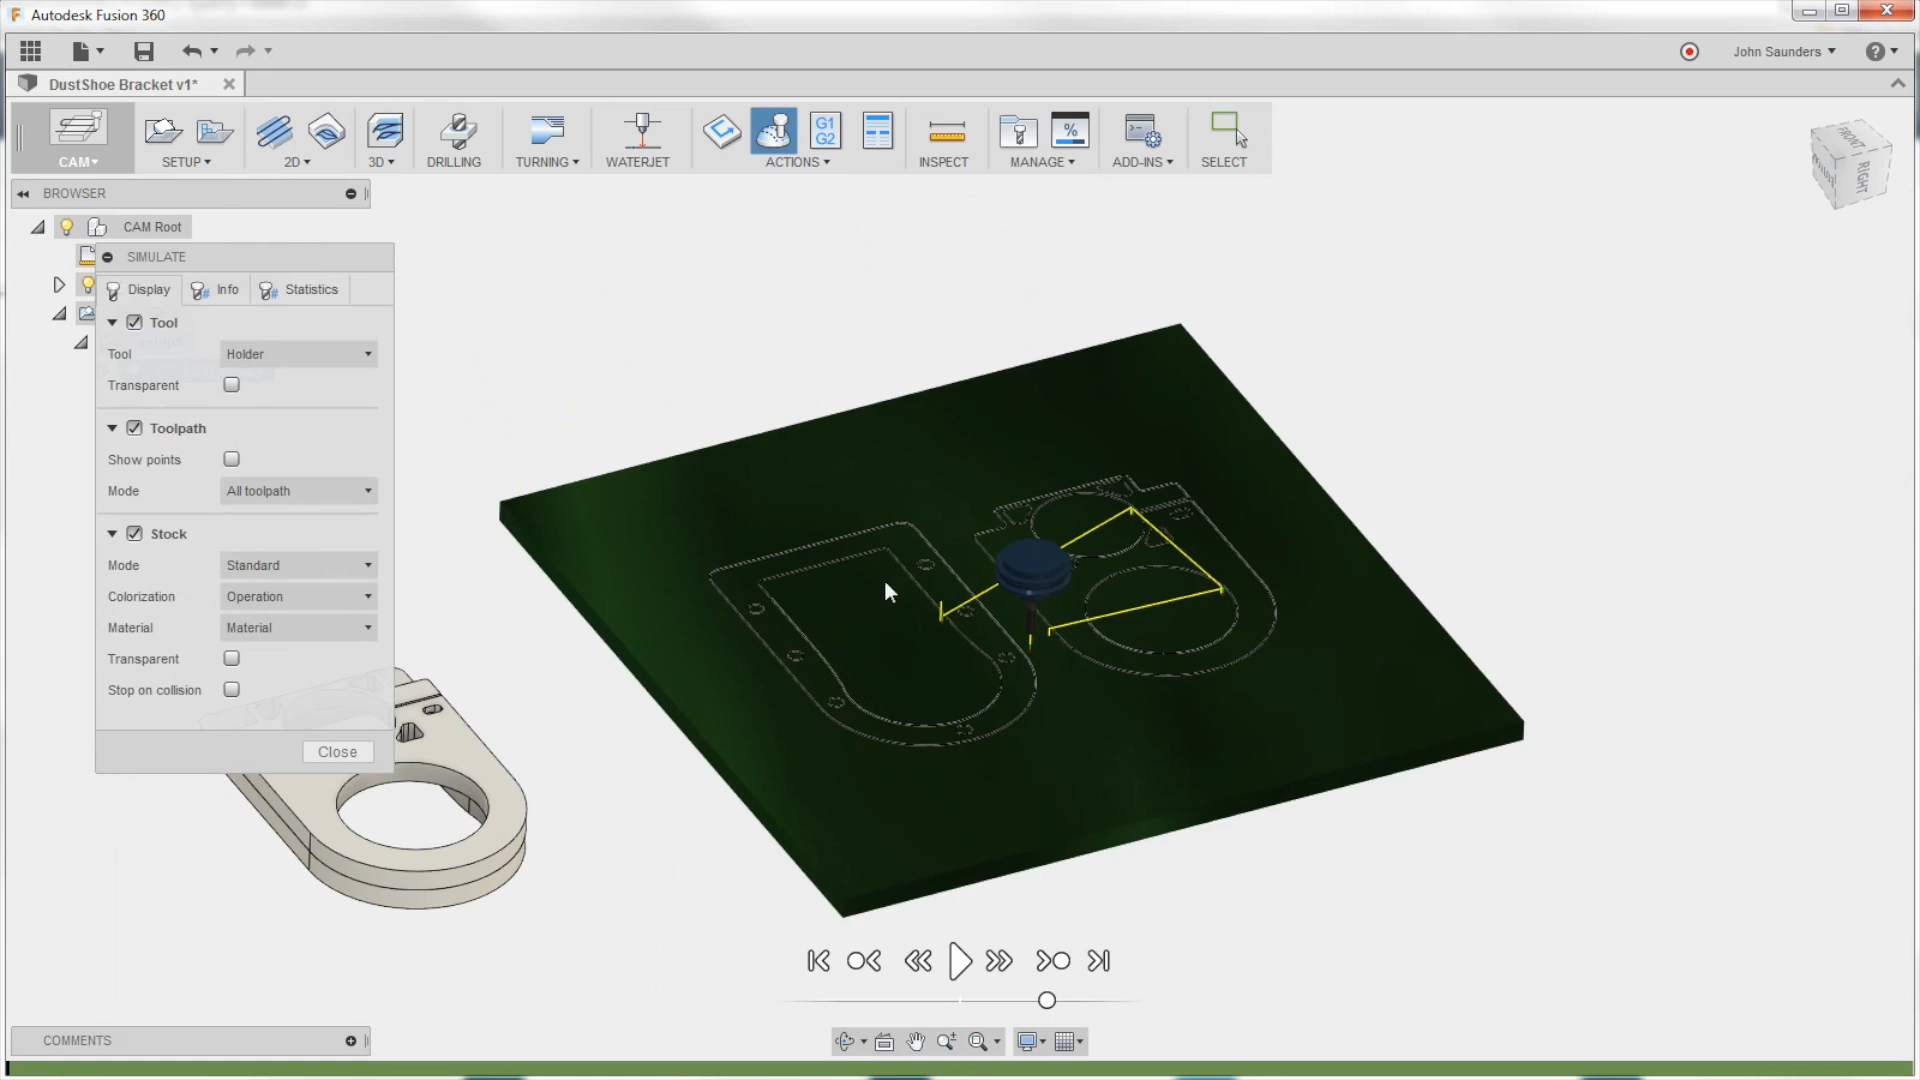 Autodesk Fusion 360
John Saunders
DustShoe Bracket v1*
G1
G2
%
CAM
SETUP
2D
3D
DRILLING
TURNING
WATERJET
ACTIONS
INSPECT
MANAGE
ADD-INS
SELECT
FRONT
RIGHT
BROWSER
CAM Root
SIMULATE
Display
Info
Statistics
Tool
Tool
Holder
Transparent
Toolpath
Show points
Mode
All toolpath
Stock
Mode
Standard
Colorization
Operation
Material
Material
Transparent
Stop on collision
Close
COMMENTS